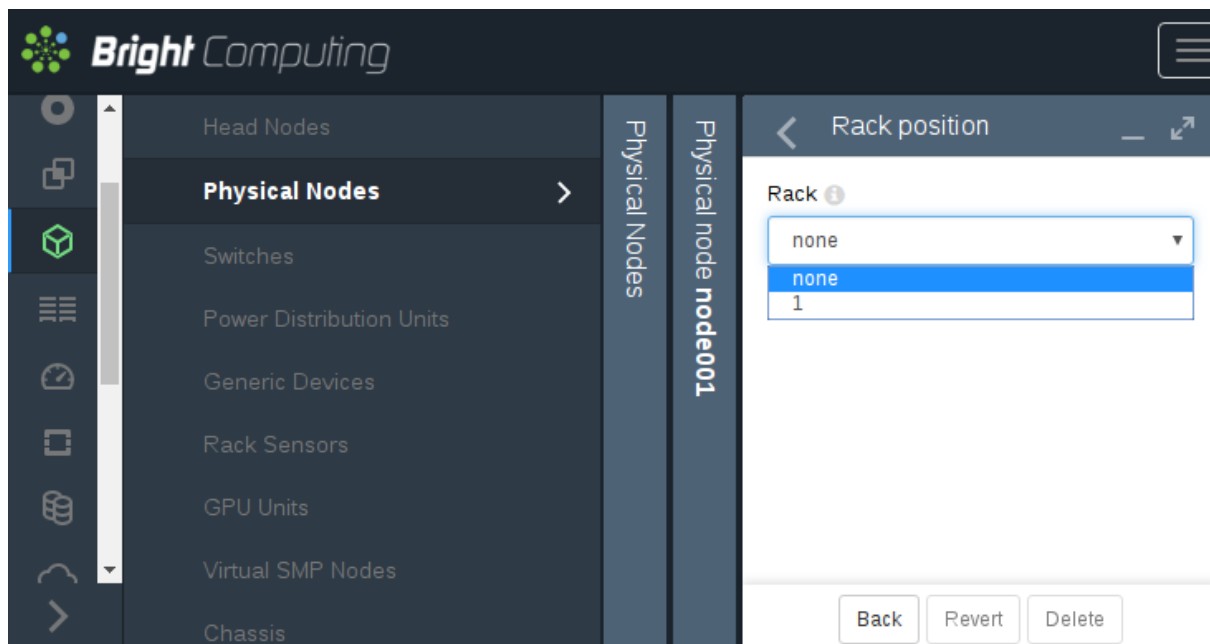 Bright Computing
Head Nodes
Physical Nodes
Switches
Power Distribution Units
Generic Devices
Rack Sensors
GPU Units
Virtual SMP Nodes
Chassis
Physical Nodes
Physical node node001
Rack position
Rack
none
none
1
Back
Revert
Delete